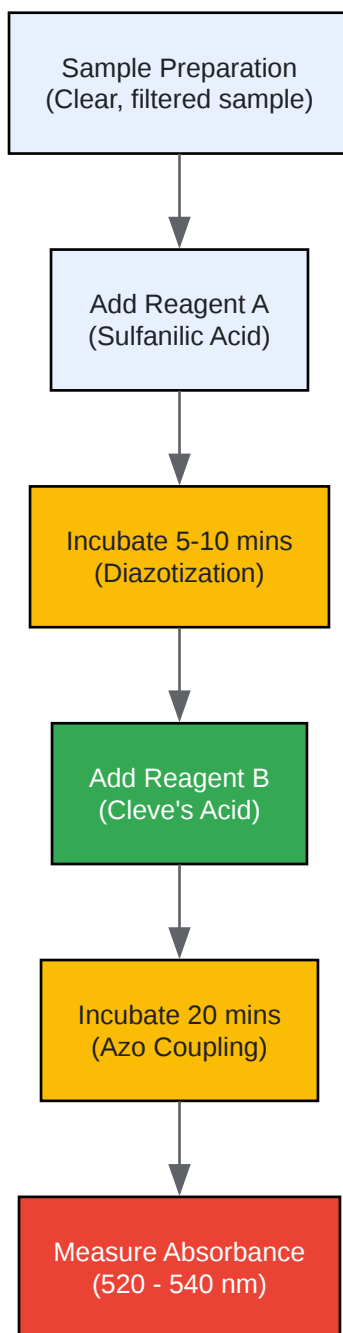 Sample Preparation
(Clear, filtered sample)
Add Reagent A
(Sulfanilic Acid)
Incubate 5-10 mins
(Diazotization)
Add Reagent B
(Cleve's Acid)
Incubate 20 mins
(Azo Coupling)
Measure Absorbance
(520 - 540 nm)